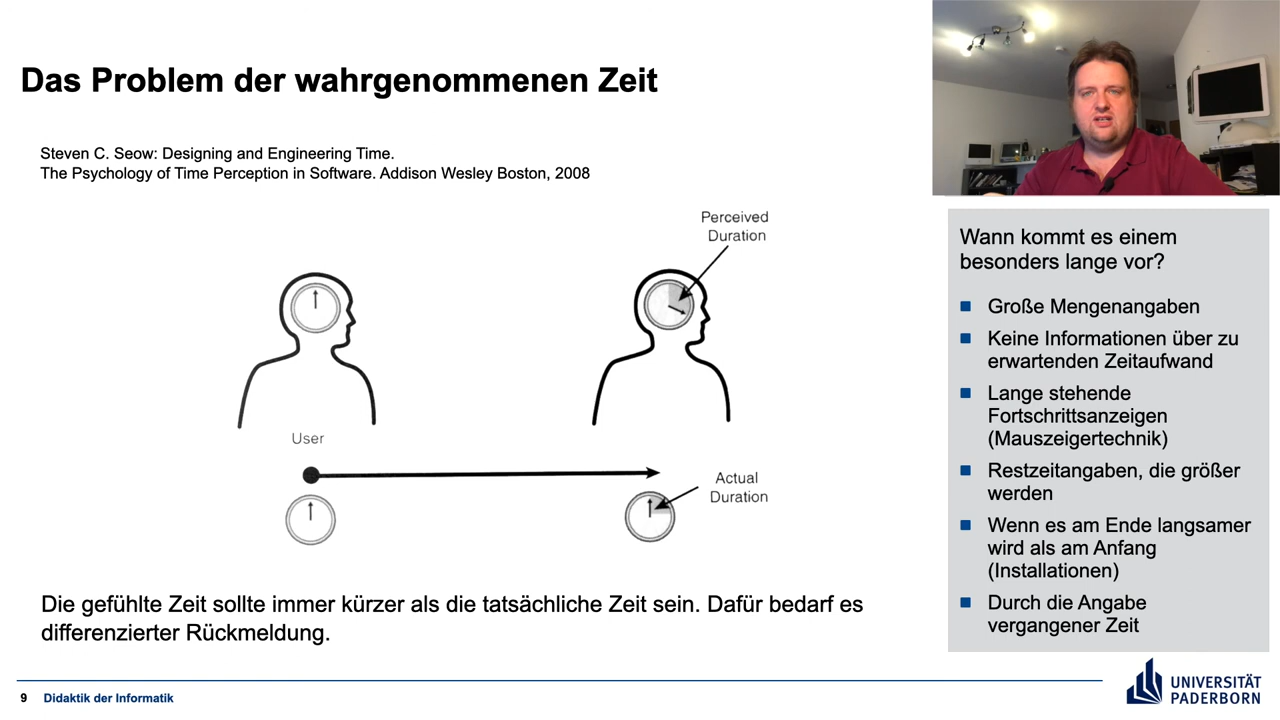 Das Problem der wahrgenommenen Zeit
Steven C. Seow: Designing and Engineering Time.
The Psychology of Time Perception in Software. Addison Wesley Boston, 2008
Perceived
Duration
User
Actual
Duration
Die gefühlte Zeit sollte immer kürzer als die tatsächliche Zeit sein. Dafür bedarf es
differenzierter Rückmeldung.
Wann kommt es einem
besonders lange vor?
Große Mengenangaben
Keine Informationen über zu
erwartenden Zeitaufwand
Lange stehende
Fortschrittsanzeigen
(Mauszeigertechnik)
Restzeitangaben, die größer
werden
Wenn es am Ende langsamer
wird als am Anfang
(Installationen)
Durch die Angabe
vergangener Zeit
9 Didaktik der Informatik
UNIVERSITÄT
PADERBORN